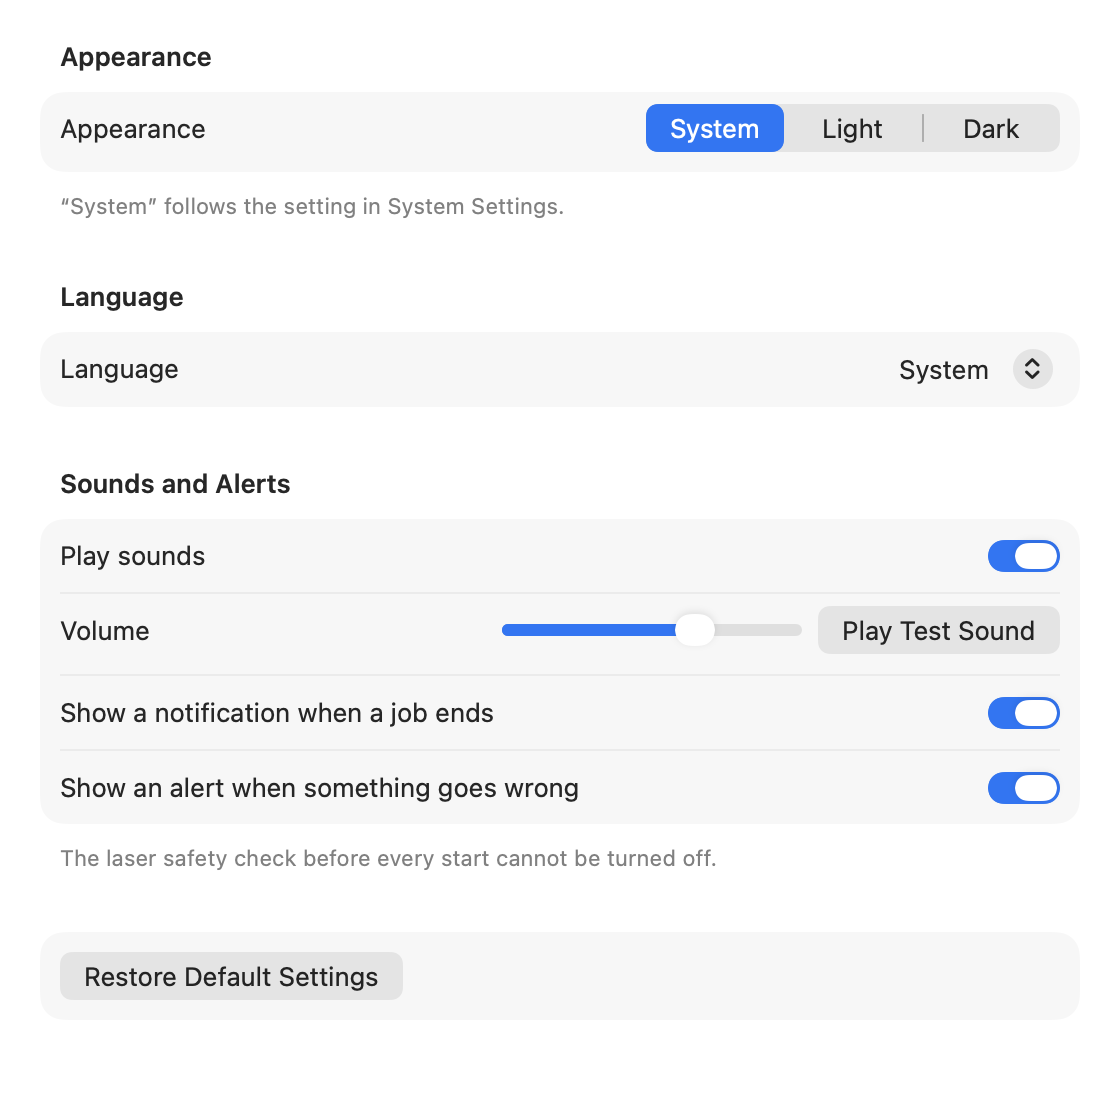 Appearance
Appearance System Light Dark
“System” follows the setting in System Settings.
Language
Language System
Sounds and Alerts
Play sounds
Volume Play Test Sound
Show a notification when a job ends
Show an alert when something goes wrong
The laser safety check before every start cannot be turned off.
Restore Default Settings